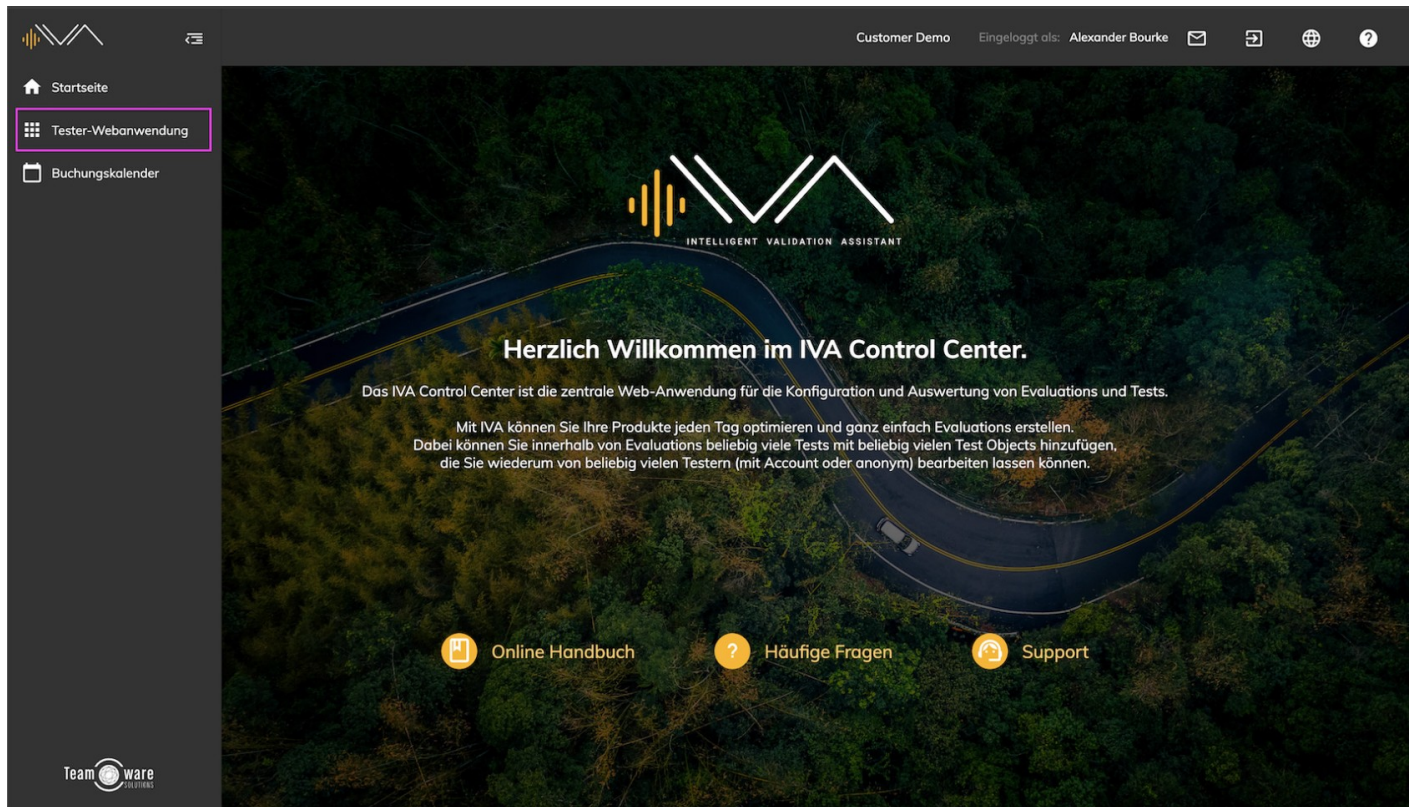 IVA
Customer Demo Eingeloggt als: Alexander Bourke
Startseite
Tester-Webanwendung
Buchungskalender
IVA
INTELLIGENT VALIDATION ASSISTANT
Herzlich Willkommen im IVA Control Center.
Das IVA Control Center ist die zentrale Web-Anwendung für die Konfiguration und Auswertung von Evaluations und Tests.
Mit IVA können Sie Ihre Produkte jeden Tag optimieren und ganz einfach Evaluations erstellen.
Dabei können Sie innerhalb von Evaluations beliebig viele Tests mit beliebig vielen Test Objects hinzufügen,
die Sie wiederum von beliebig vielen Testern (mit Account oder anonym) bearbeiten lassen können.
Online Handbuch ? Häufige Fragen Support
Team ware
SOLUTIONS